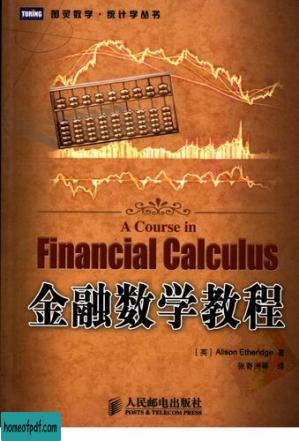 TURING 图灵数学·统计学丛书
A Course in
Financial Calculus
金融数学教程
[英] Alison Etheridge 著
张寄洲等 译
人民邮电出版社
POSTS & TELECOM PRESS
homeofpdf.com